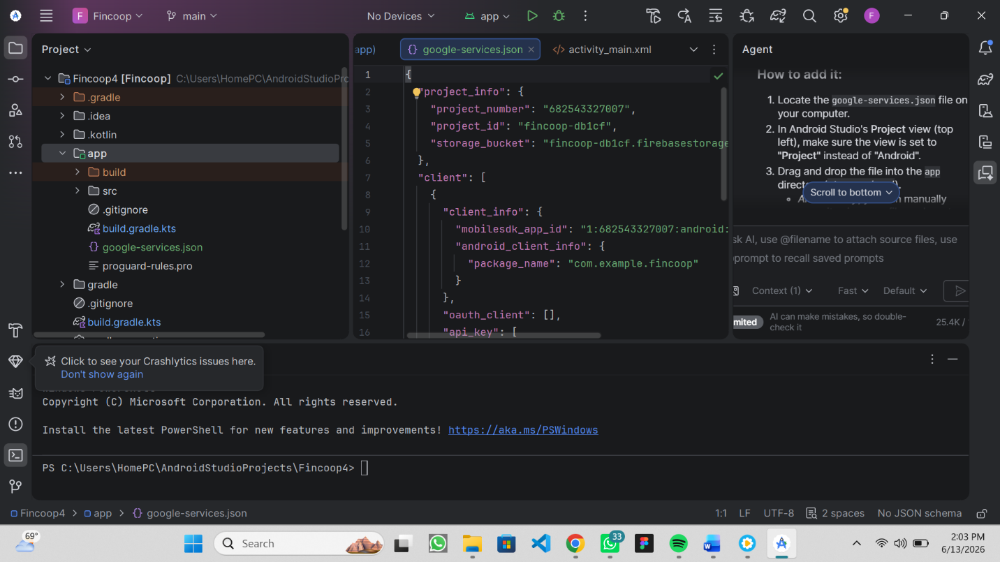 F Fincoop
main
No Devices
app
F
Project
Fincoop4 [Fincoop] C:\Users\HomePC\AndroidStudioPro
.gradle
.idea
.kotlin
app
build
src
.gitignore
build.gradle.kts
google-services.json
proguard-rules.pro
gradle
.gitignore
build.gradle.kts
app)
google-services.json
activity_main.xml
1 {
2 "project_info": {
3 "project_number": "682543327007",
4 "project_id": "fincoop-db1cf",
5 "storage_bucket": "fincoop-db1cf.firebasestorage
6 },
7 "client": [
8 {
9 "client_info": {
10 "mobilesdk_app_id": "1:682543327007:android:
11 "android_client_info": {
12 "package_name": "com.example.fincoop"
13 }
14 },
15 "oauth_client": [],
16 "api_key": [
Agent
How to add it:
1. Locate the google-services.json file on
your computer.
2. In Android Studio's Project view (top
left), make sure the view is set to
"Project" instead of "Android".
3. Drag and drop the file into the app
Scroll to bottom
manually
sk AI, use @filename to attach source files, use
prompt to recall saved prompts
Context (1)
Fast
Default
mited
AI can make mistakes, so double-
check it
25.4K /
Click to see your Crashlytics issues here.
Don't show again
Copyright (C) Microsoft Corporation. All rights reserved.
Install the latest PowerShell for new features and improvements! https://aka.ms/PSWindows
PS C:\Users\HomePC\AndroidStudioProjects\Fincoop4>
Fincoop4 > app > google-services.json
1:1 LF UTF-8 2 spaces No JSON schema
69°
Search
33
2:03 PM
6/13/2026